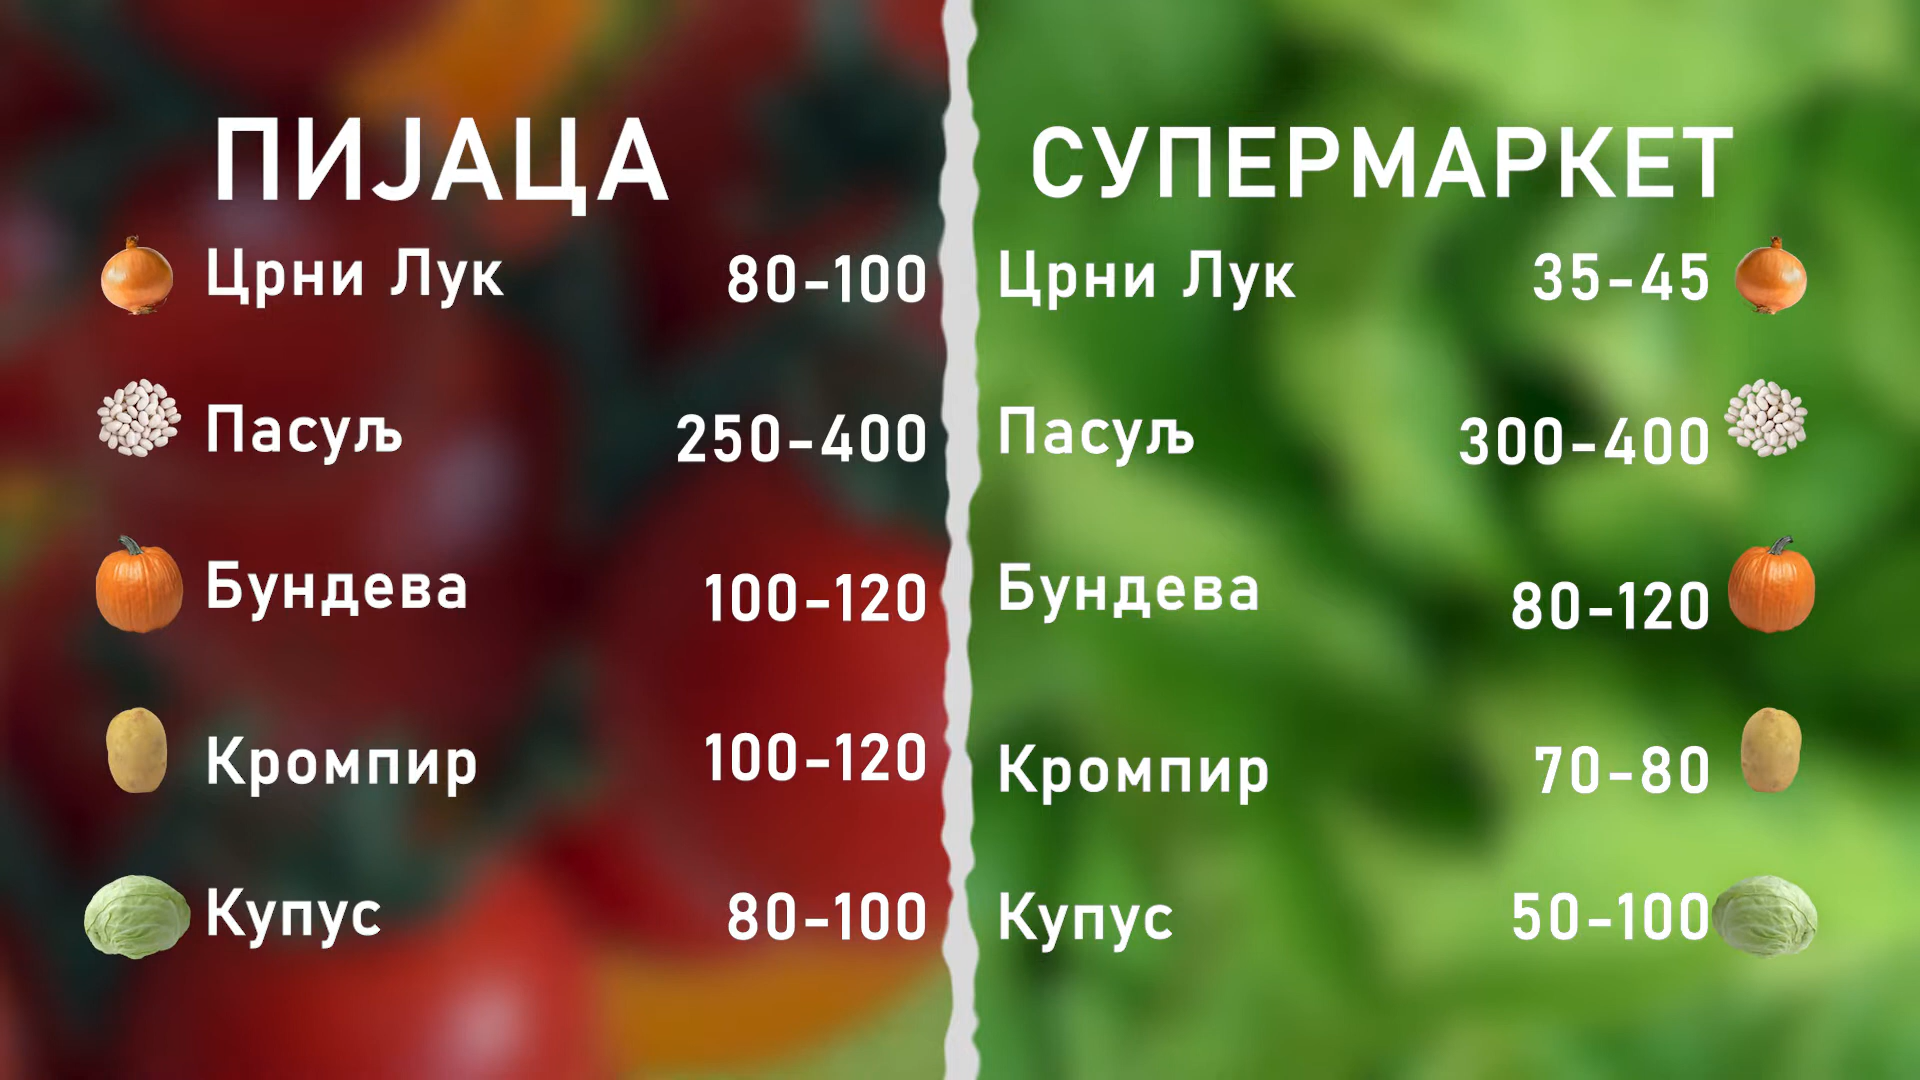 ПИЈАЦА
Црни Лук 80-100
Пасуљ 250-400
Бундева 100-120
Кромпир 100-120
Купус 80-100
СУПЕРМАРКЕТ
Црни Лук 35-45
Пасуљ 300-400
Бундева 80-120
Кромпир 70-80
Купус 50-100